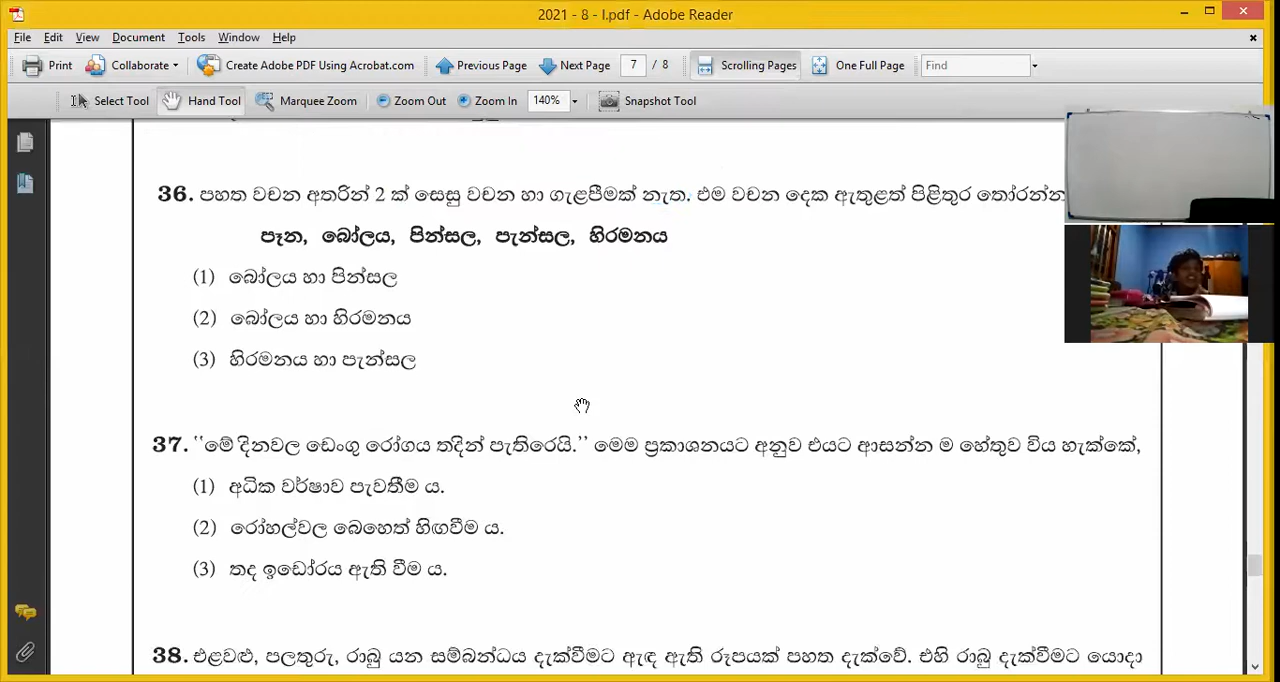 2021 - 8 - I.pdf - Adobe Reader
File Edit View Document Tools Window Help
Print Collaborate Create Adobe PDF Using Acrobat.com Previous Page Next Page 7 / 8 Scrolling Pages One Full Page Find
Select Tool Hand Tool Marquee Zoom Zoom Out Zoom In 140% Snapshot Tool
36. පහත වචන අතරින් 2 ක් සෙසු වචන හා ගැළපීමක් නැත. එම වචන දෙක ඇතුළත් පිළිතුර තෝරන්න
පෑන, බෝලය, පින්සල, පැන්සල, හිරමනය
(1) බෝලය හා පින්සල
(2) බෝලය හා හිරමනය
(3) හිරමනය හා පැන්සල
37. "මේ දිනවල ඩෙංගු රෝගය තදින් පැතිරෙයි." මෙම ප්‍රකාශනයට අනුව එයට ආසන්න ම හේතුව විය හැක්කේ,
(1) අධික වර්ෂාව පැවතීම ය.
(2) රෝහල්වල බෙහෙත් හිඟවීම ය.
(3) තද ඉඩෝරය ඇති වීම ය.
38. එළවළු, පලතුරු, රාබු යන සම්බන්ධය දැක්වීමට ඇඳ ඇති රූපයක් පහත දැක්වේ. එහි රාබු දැක්වීමට යොදා